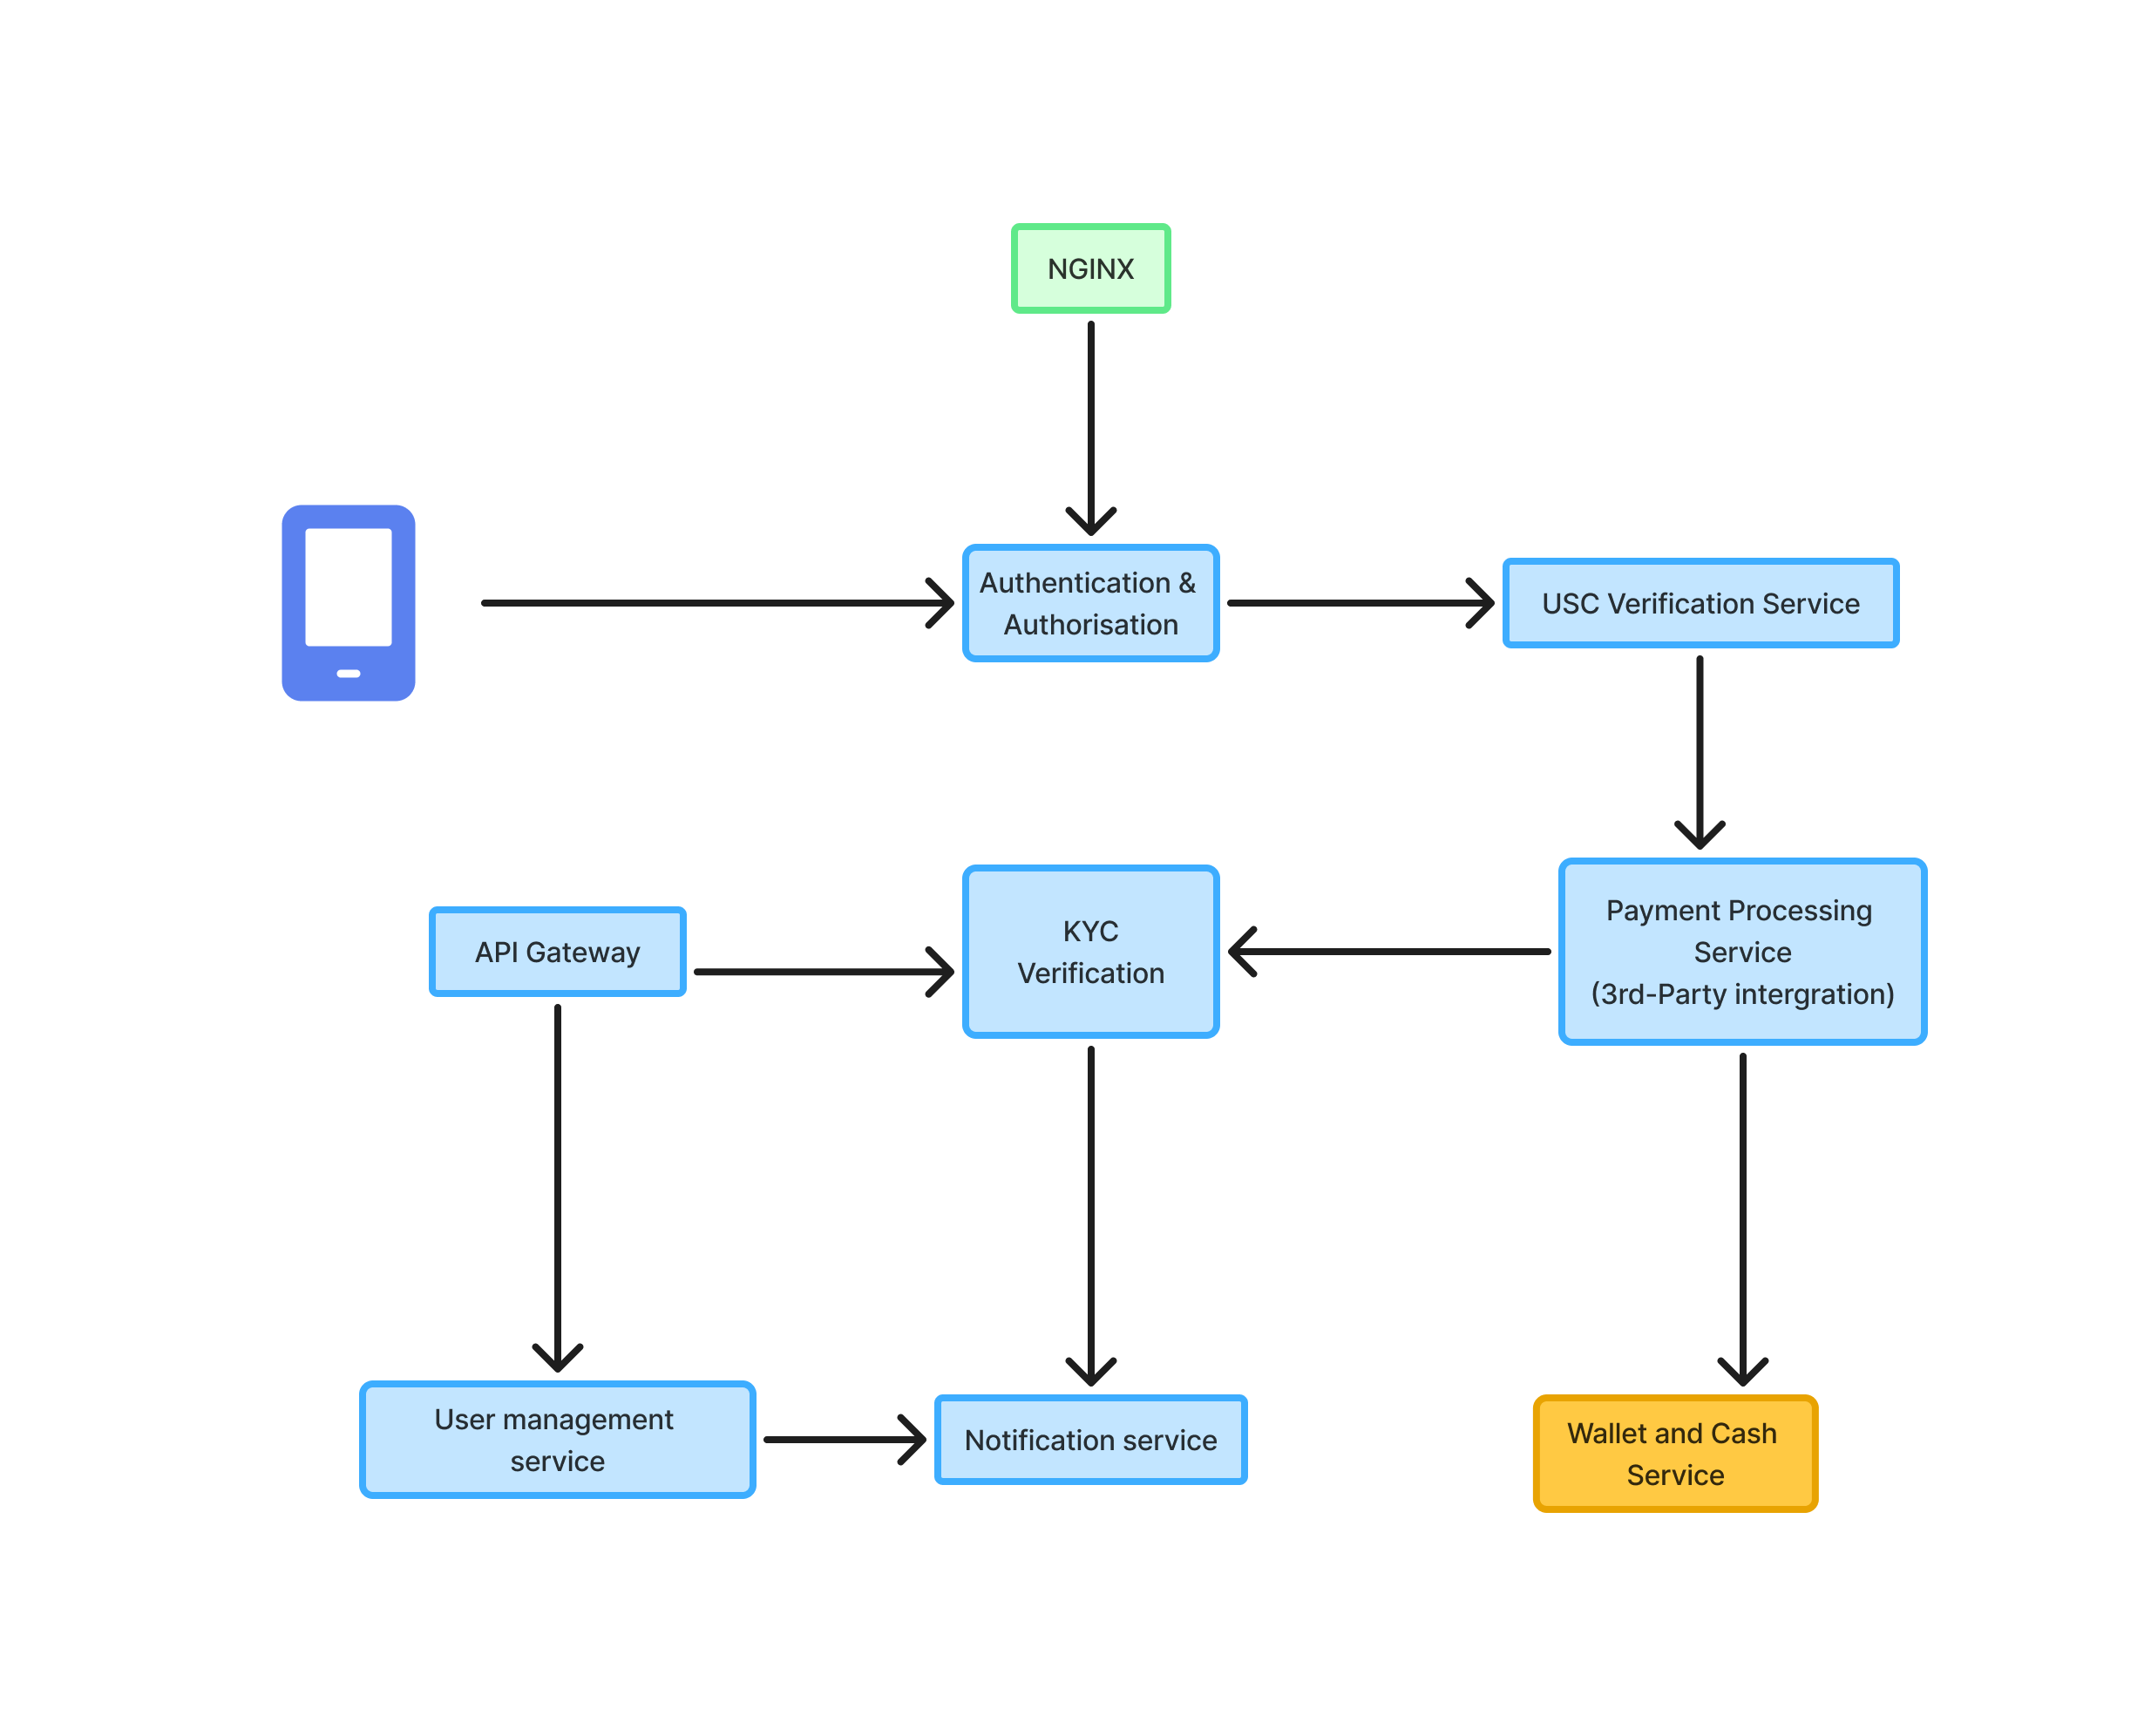 NGINX
Authentication &
Authorisation
USC Verification Service
API Gateway
KYC
Verification
Payment Processing
Service
(3rd-Party intergration)
User management
service
Notification service
Wallet and Cash
Service